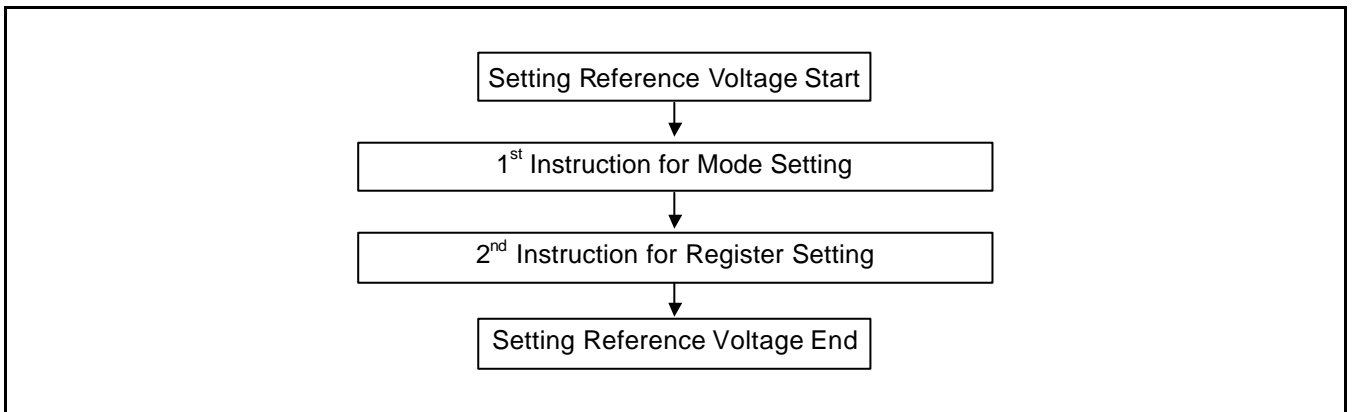 Setting Reference Voltage Start
1st Instruction for Mode Setting
2nd Instruction for Register Setting
Setting Reference Voltage End